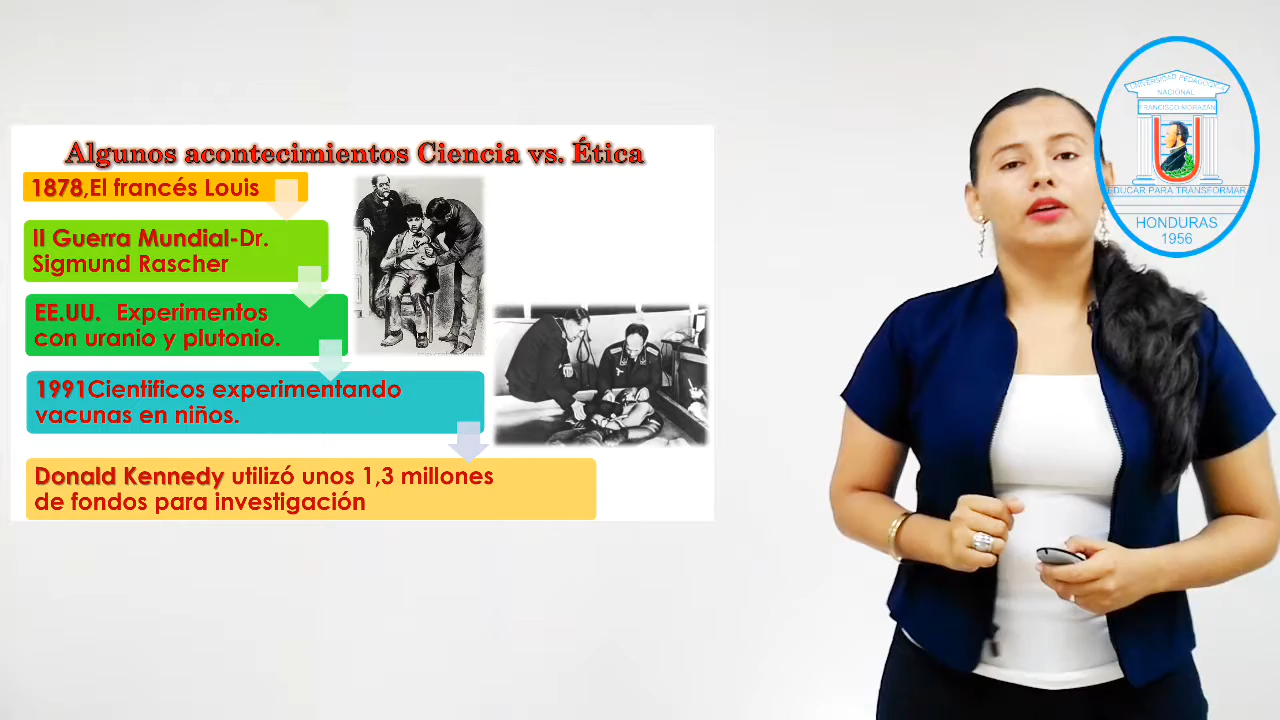 Algunos acontecimientos Ciencia vs. Ética
1878,El francés Louis
II Guerra Mundial-Dr.
Sigmund Rascher
EE.UU. Experimentos
con uranio y plutonio.
1991Cientificos experimentando
vacunas en niños.
Donald Kennedy utilizó unos 1,3 millones
de fondos para investigación
UNIVERSIDAD PEDAGOGICA
NACIONAL
FRANCISCO MORAZÁN
EDUCAR PARA TRANSFORMAR
HONDURAS
1956